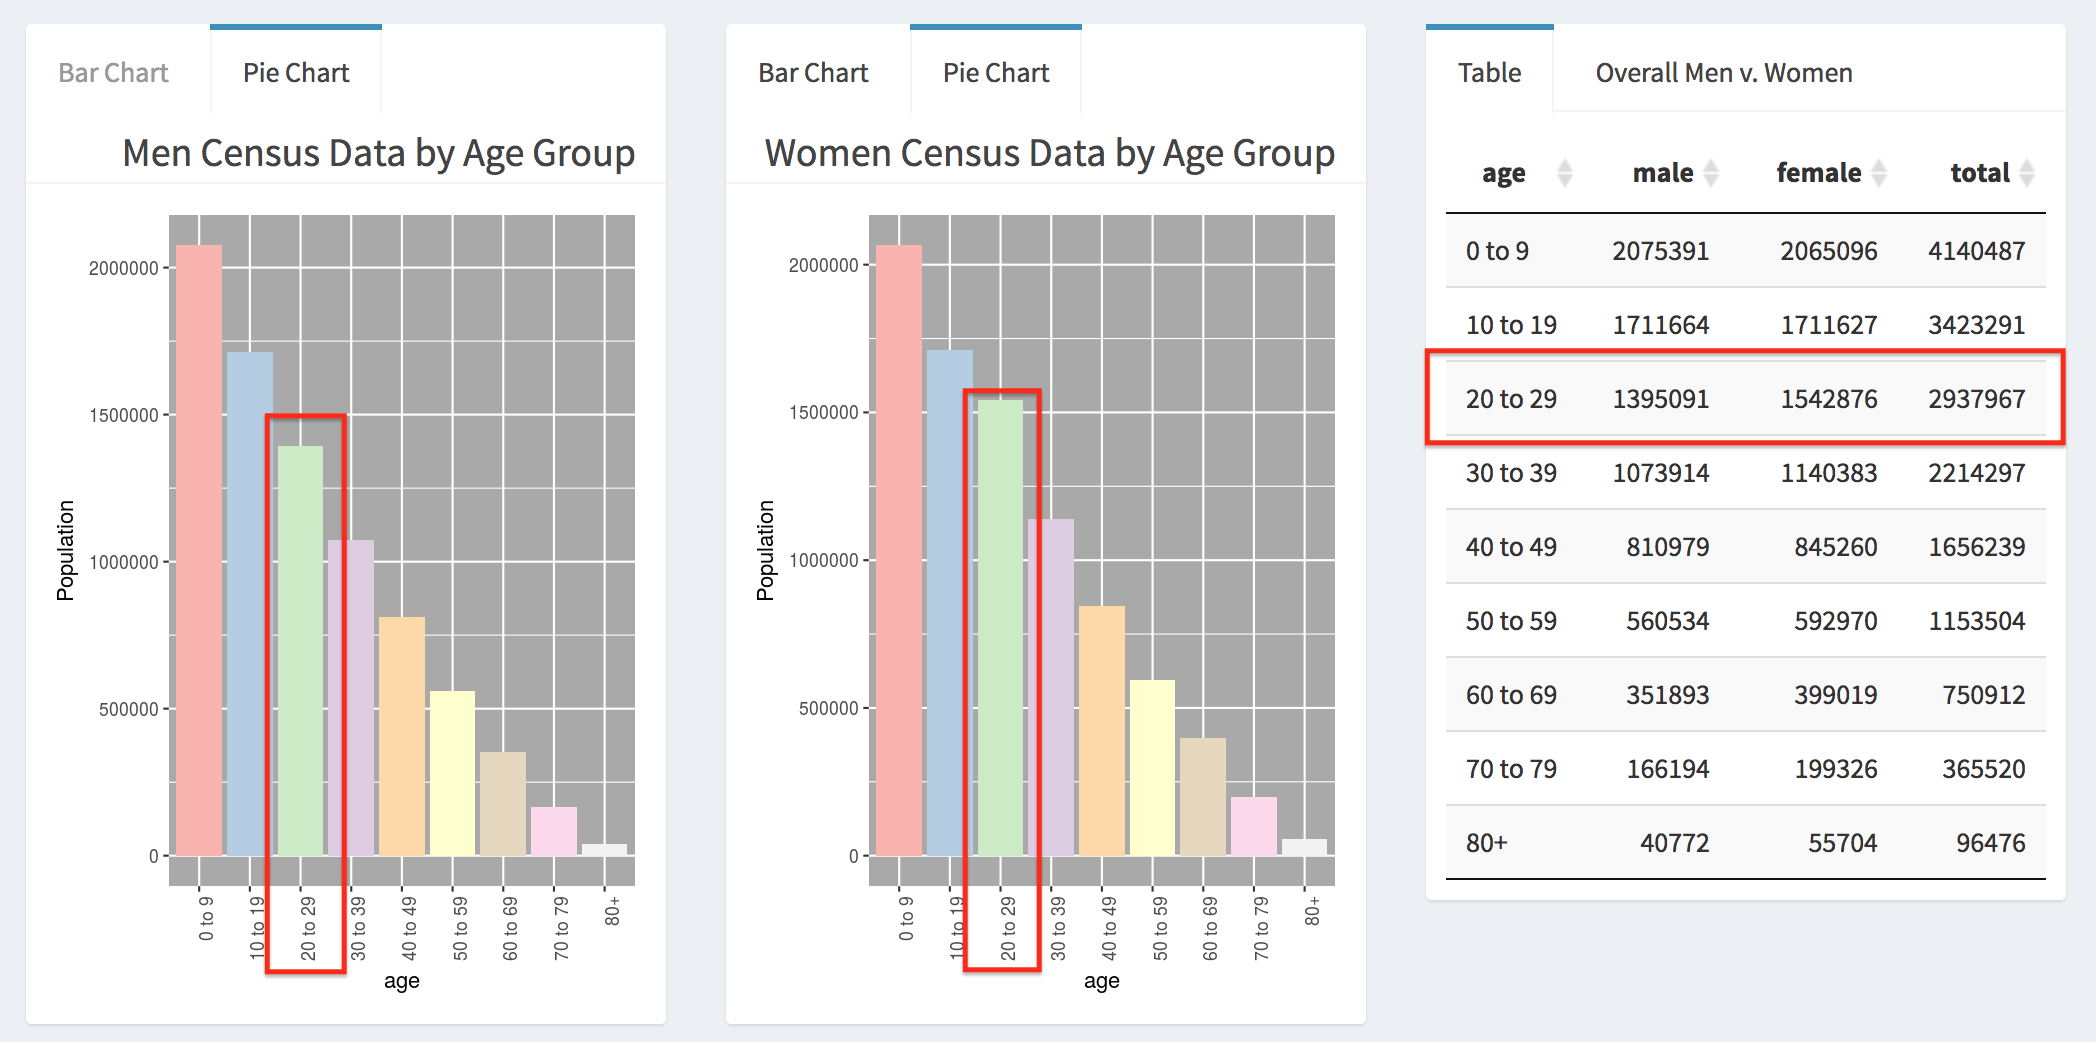 Bar Chart
Pie Chart
Men Census Data by Age Group
2000000
1500000
1000000
500000
0
Population
0 to 9
10 to 19
20 to 29
30 to 39
40 to 49
50 to 59
60 to 69
70 to 79
80+
age
Bar Chart
Pie Chart
Women Census Data by Age Group
2000000
1500000
1000000
500000
0
Population
0 to 9
10 to 19
20 to 29
30 to 39
40 to 49
50 to 59
60 to 69
70 to 79
80+
age
Table
Overall Men v. Women
age male female total
0 to 9 2075391 2065096 4140487
10 to 19 1711664 1711627 3423291
20 to 29 1395091 1542876 2937967
30 to 39 1073914 1140383 2214297
40 to 49 810979 845260 1656239
50 to 59 560534 592970 1153504
60 to 69 351893 399019 750912
70 to 79 166194 199326 365520
80+ 40772 55704 96476